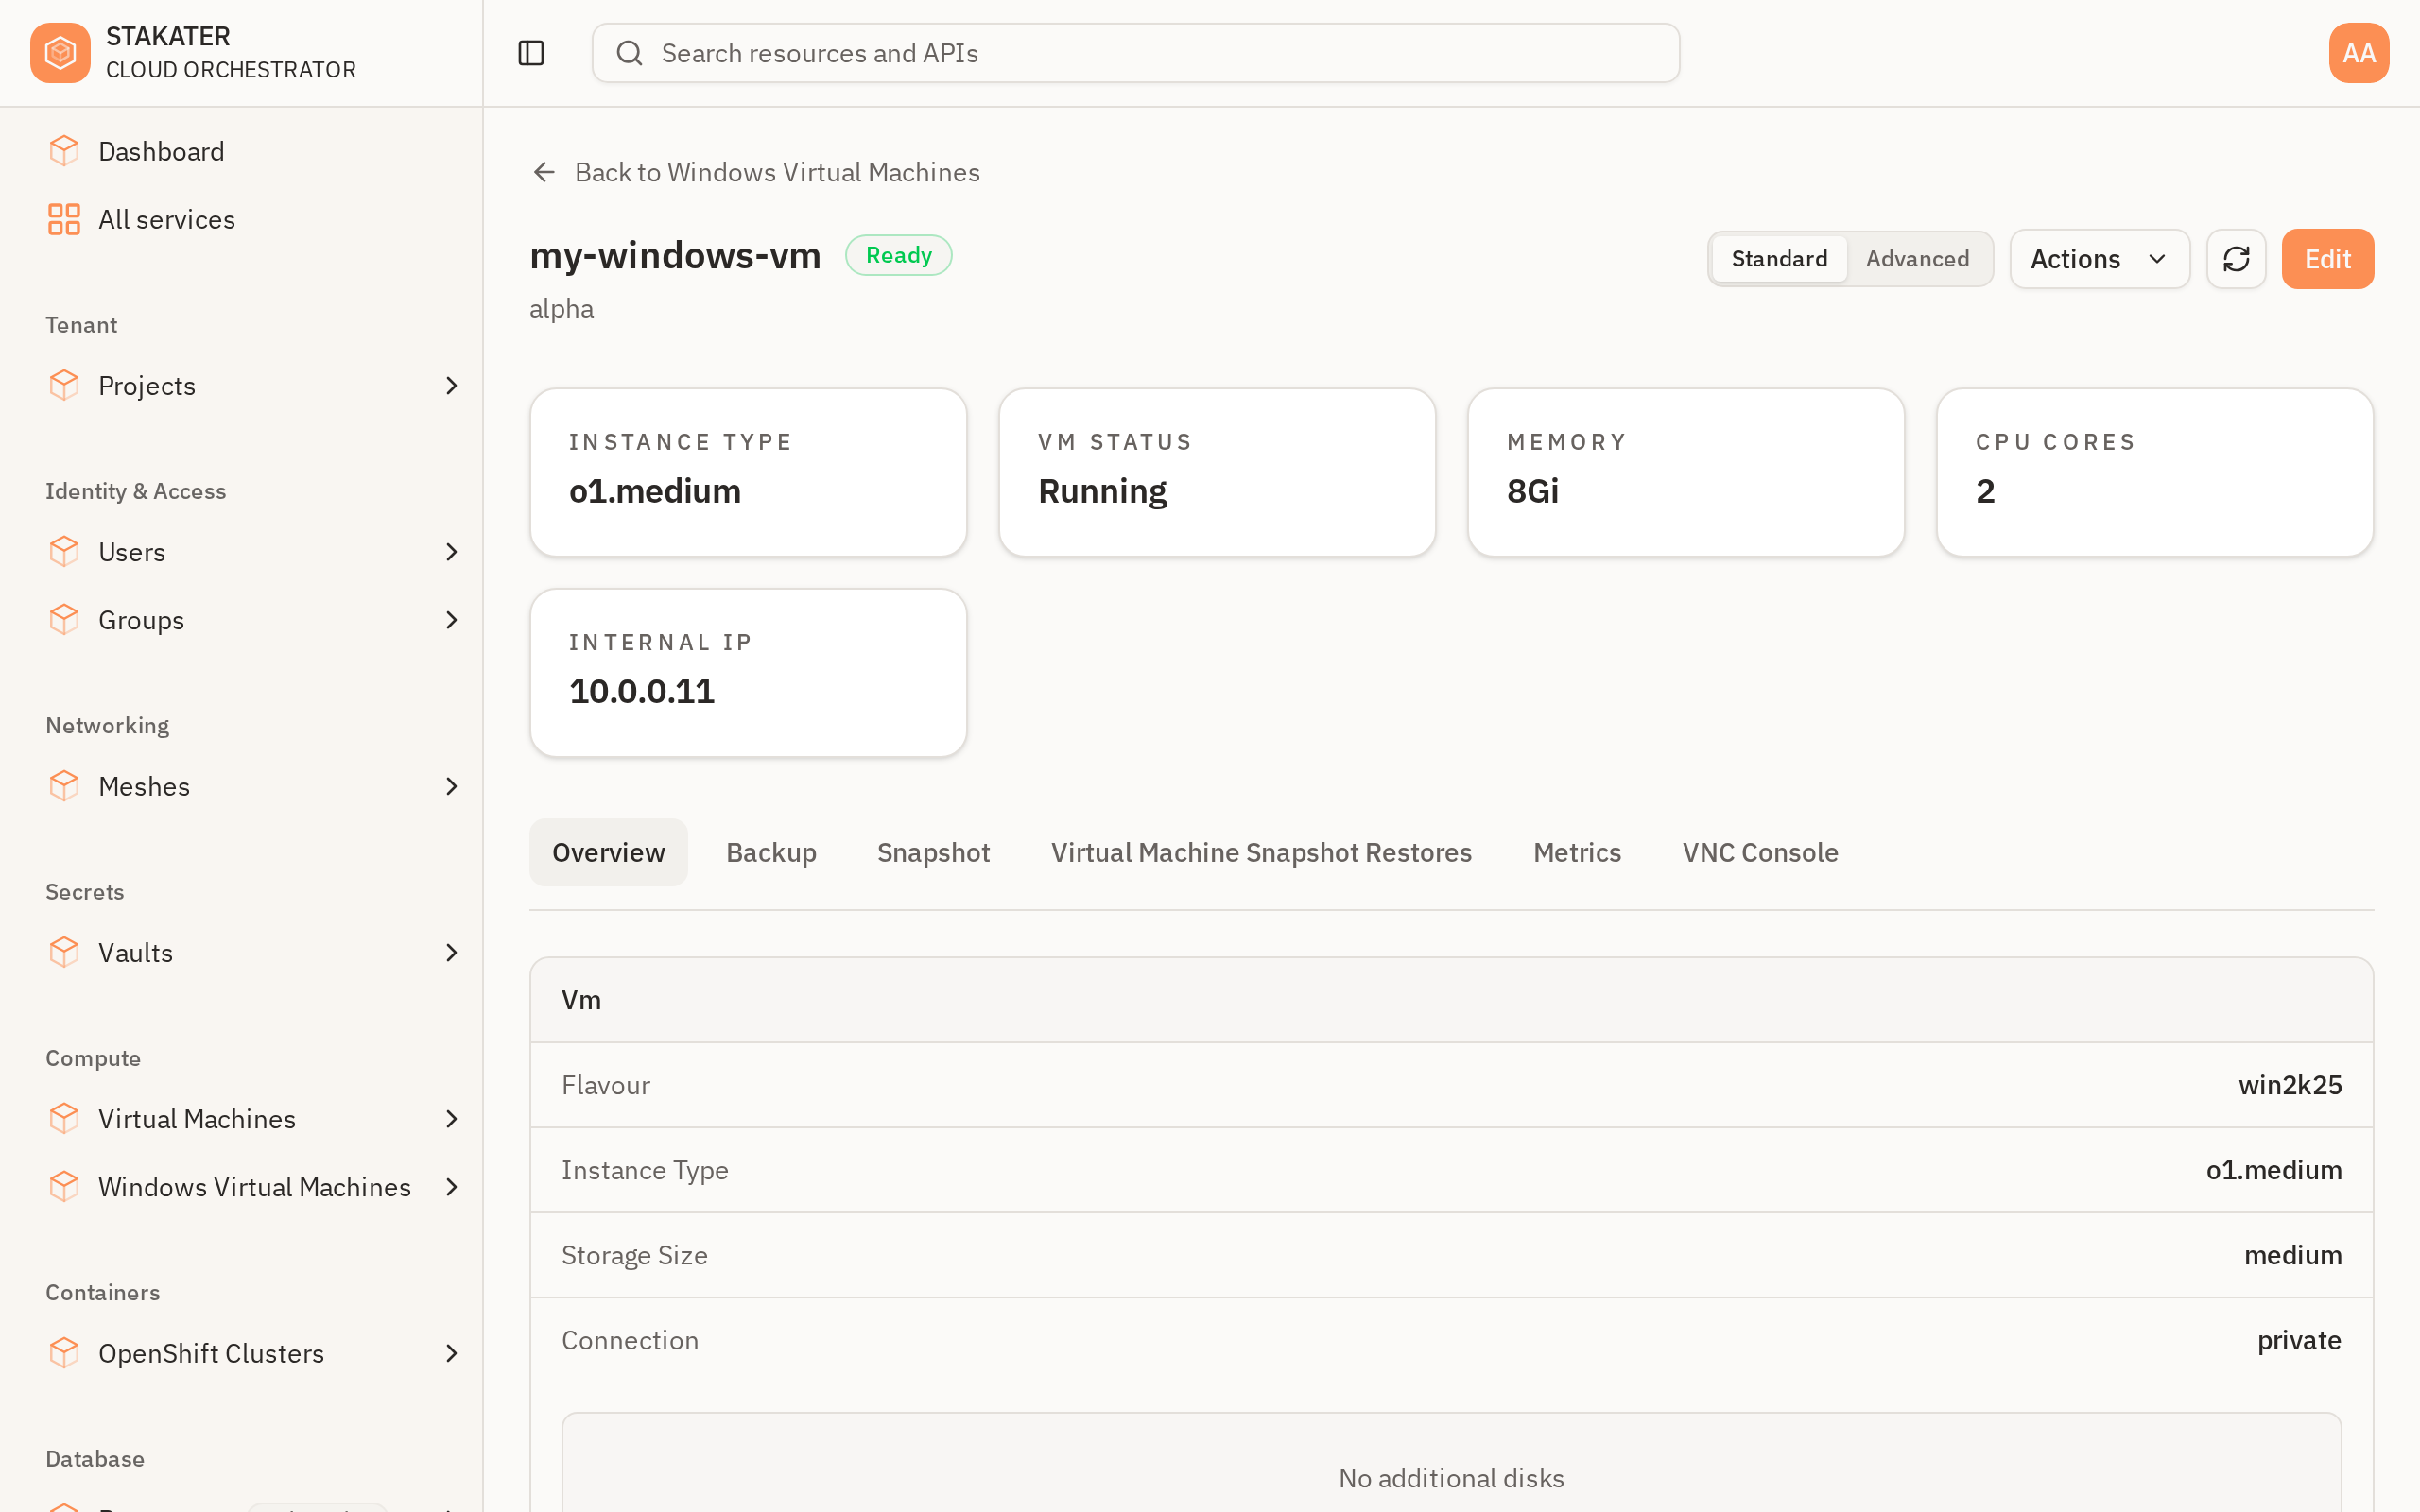 STAKATER
CLOUD ORCHESTRATOR
Search resources and APIs
AA
Dashboard
All services
Tenant
Projects
Identity & Access
Users
Groups
Networking
Meshes
Secrets
Vaults
Compute
Virtual Machines
Windows Virtual Machines
Containers
OpenShift Clusters
Database
Back to Windows Virtual Machines
my-windows-vm
Ready
alpha
Standard
Advanced
Actions
Edit
INSTANCE TYPE
o1.medium
VM STATUS
Running
MEMORY
8Gi
CPU CORES
2
INTERNAL IP
10.0.0.11
Overview
Backup
Snapshot
Virtual Machine Snapshot Restores
Metrics
VNC Console
Vm
Flavour
win2k25
Instance Type
o1.medium
Storage Size
medium
Connection
private
No additional disks